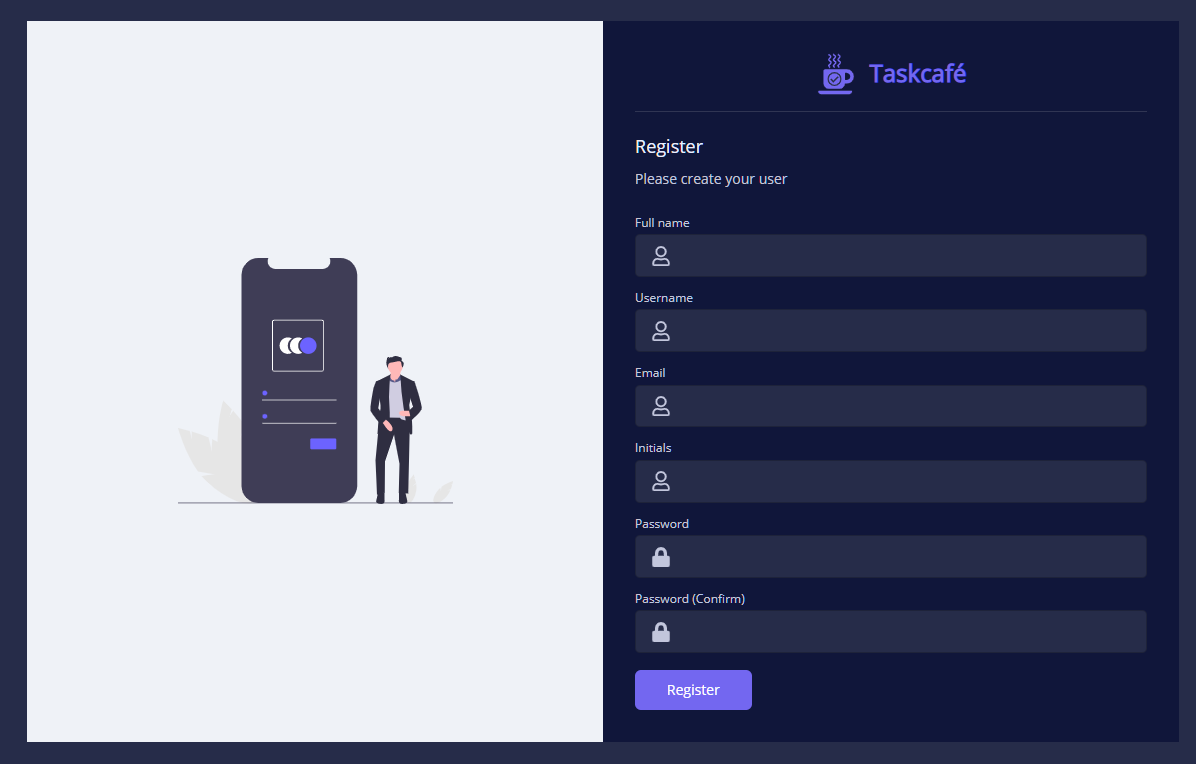 Taskcafé
Register
Please create your user
Full name
Username
Email
Initials
Password
Password (Confirm)
Register